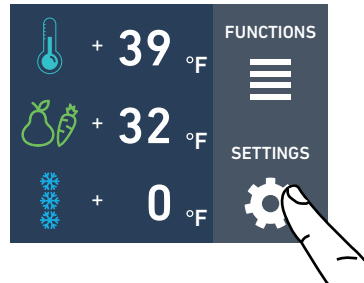 + 39 °F
FUNCTIONS
+ 32 °F
SETTINGS
+ 0 °F